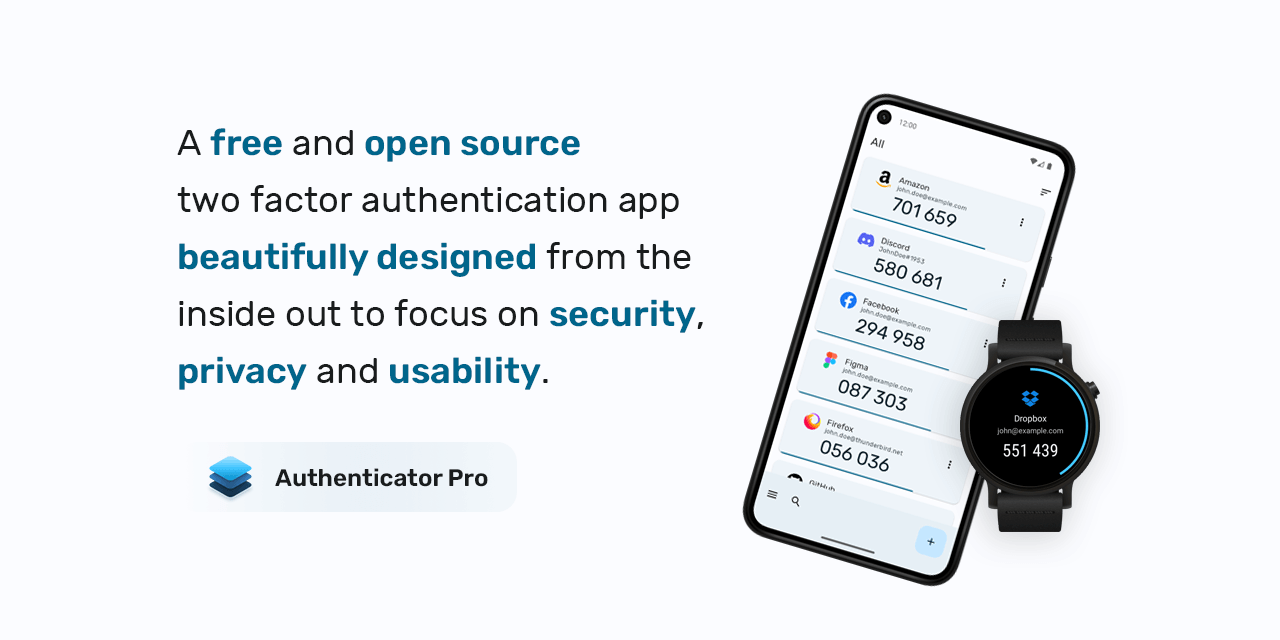 A free and open source
two factor authentication app
beautifully designed from the
inside out to focus on security,
privacy and usability.
Authenticator Pro
12:00
All
Amazon
john.doe@example.com
701 659
Discord
JohnDoe#1953
580 681
Facebook
john.doe@example.com
294 958
Figma
john.doe@example.com
087 303
Firefox
john.doe@thunderbird.net
056 036
GitHub
Dropbox
john@example.com
551 439